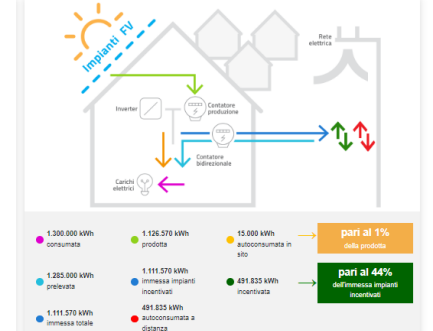 Impianti FV
Rete
elettrica
Inverter
Contatore
produzione
Contatore
bidirezionale
Carichi
elettrici
1.300.000 kWh
consumata
1.126.570 kWh
prodotta
15.000 kWh
autoconsumata in
sito
pari al 1%
della prodotta
1.285.000 kWh
prelevata
1.111.570 kWh
immessa impianti
incentivati
491.835 kWh
incentivata
pari al 44%
dell'immessa impianti
incentivati
1.111.570 kWh
immessa totale
491.835 kWh
autoconsumata a
distanza